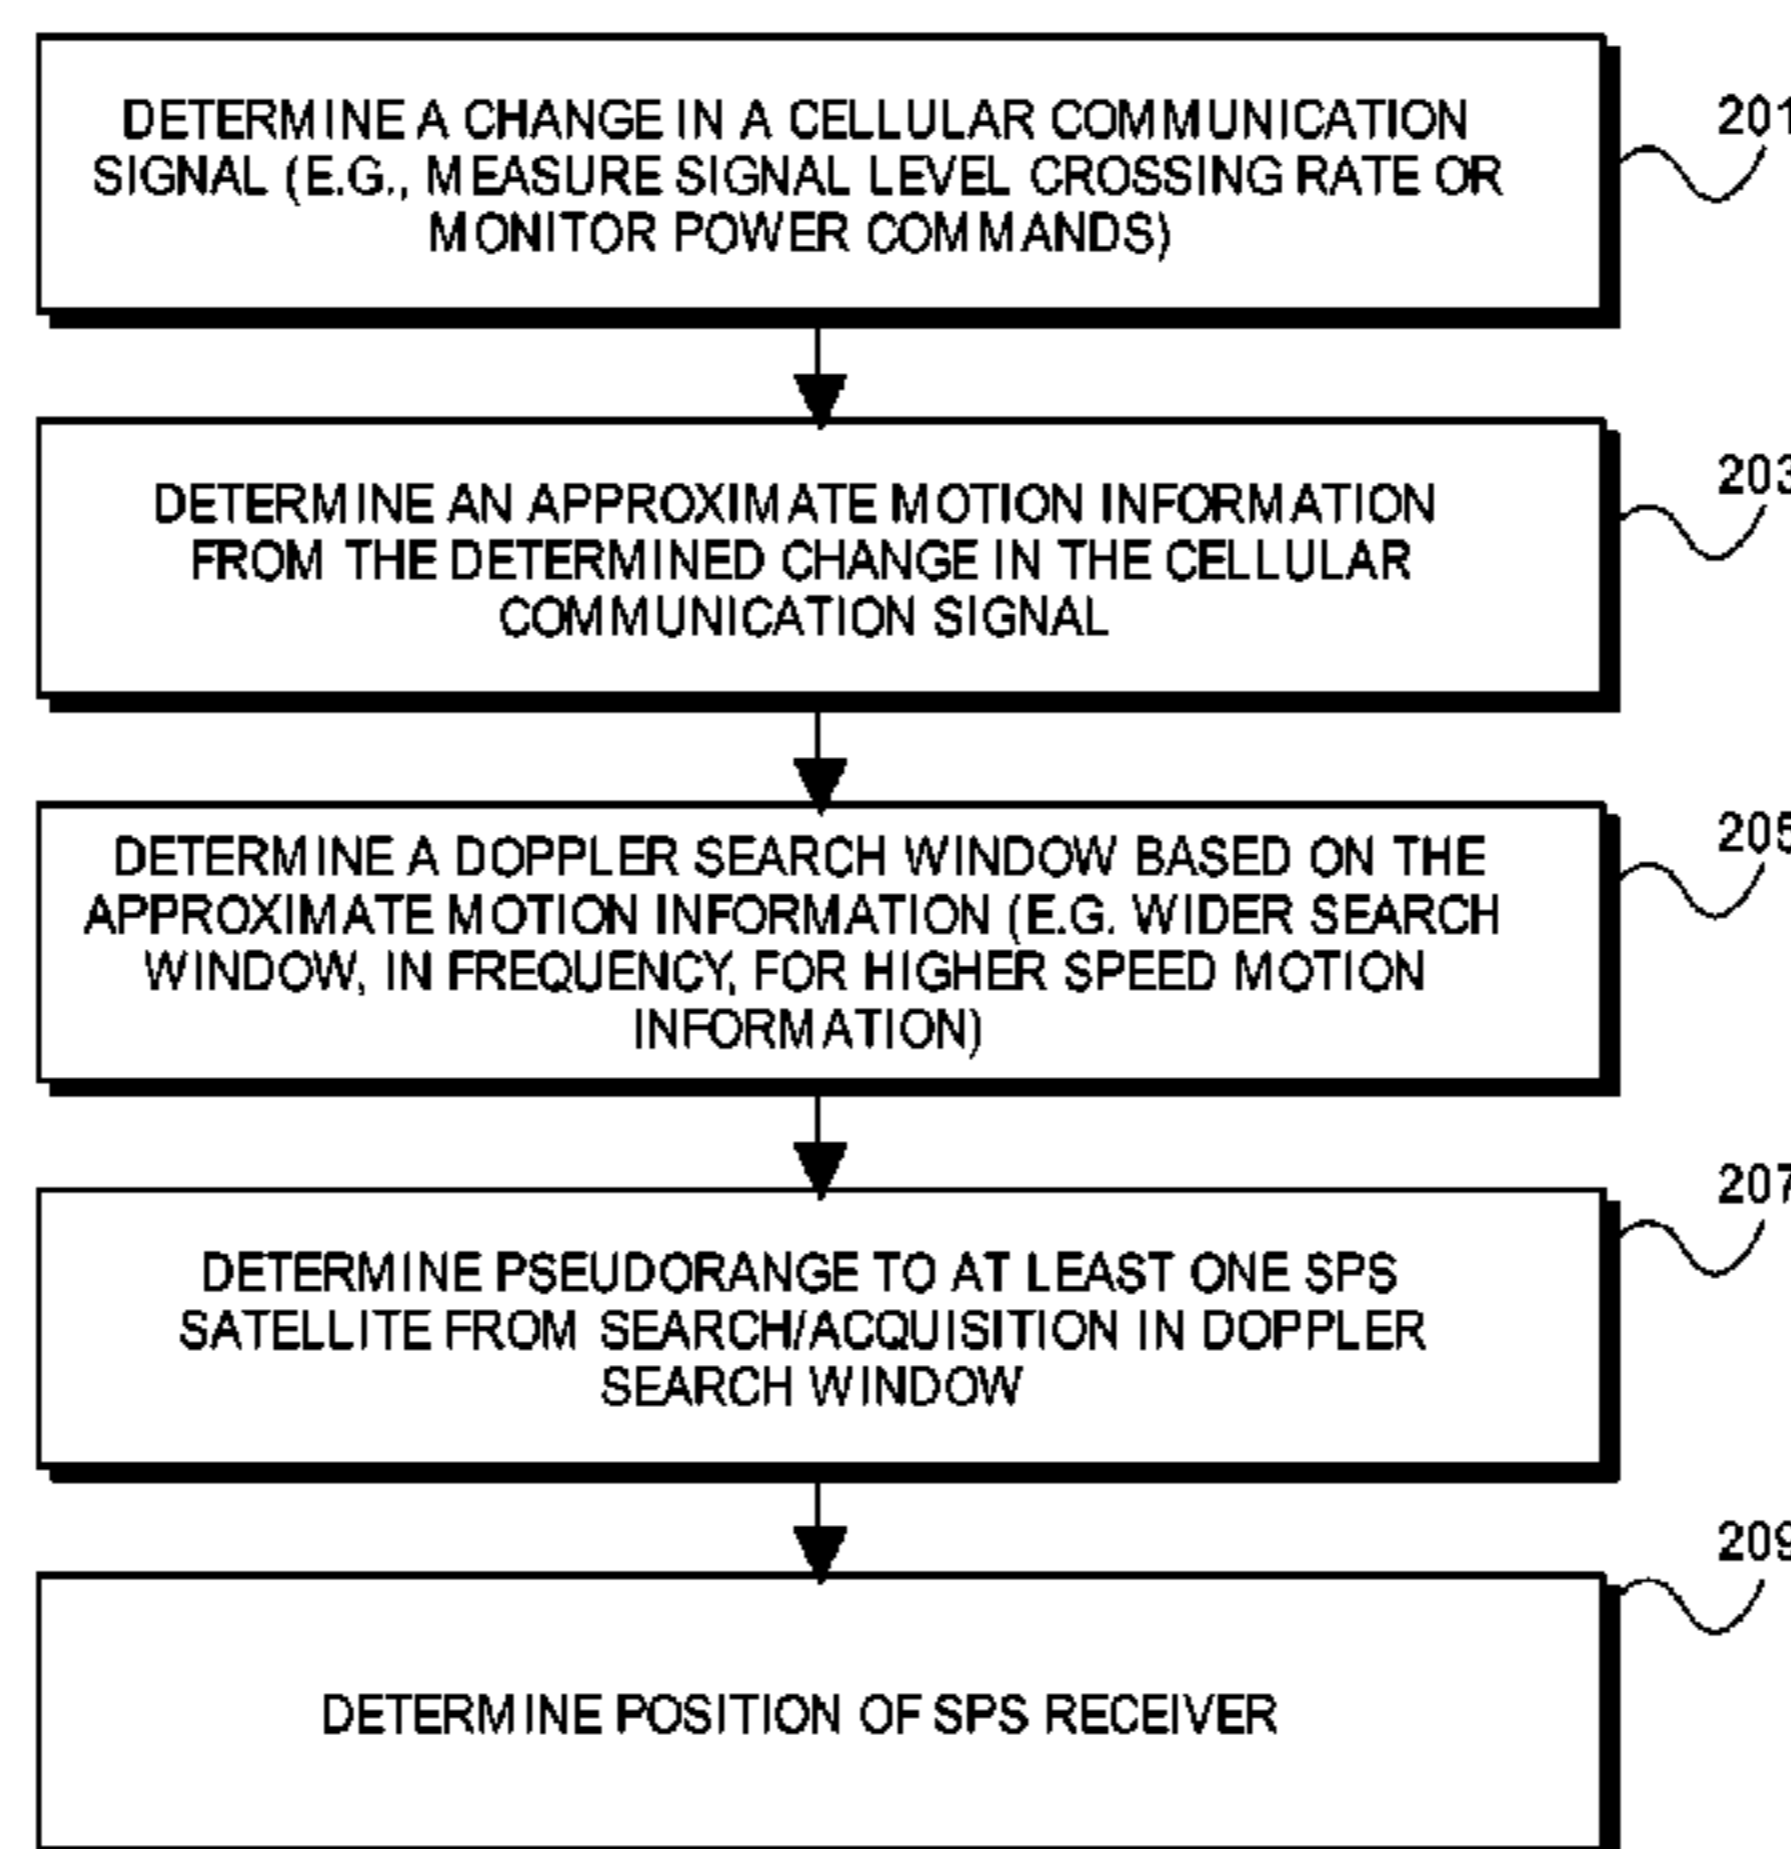 DETERMINE A CHANGE IN A CELLULAR COMMUNICATION
SIGNAL (E.G., MEASURE SIGNAL LEVEL CROSSING RATE OR
MONITOR POWER COMMANDS)
201
DETERMINE AN APPROXIMATE MOTION INFORMATION
FROM THE DETERMINED CHANGE IN THE CELLULAR
COMMUNICATION SIGNAL
203
DETERMINE A DOPPLER SEARCH WINDOW BASED ON THE
APPROXIMATE MOTION INFORMATION (E.G. WIDER SEARCH
WINDOW, IN FREQUENCY, FOR HIGHER SPEED MOTION
INFORMATION)
205
DETERMINE PSEUDORANGE TO AT LEAST ONE SPS
SATELLITE FROM SEARCH/ACQUISITION IN DOPPLER
SEARCH WINDOW
207
DETERMINE POSITION OF SPS RECEIVER
209